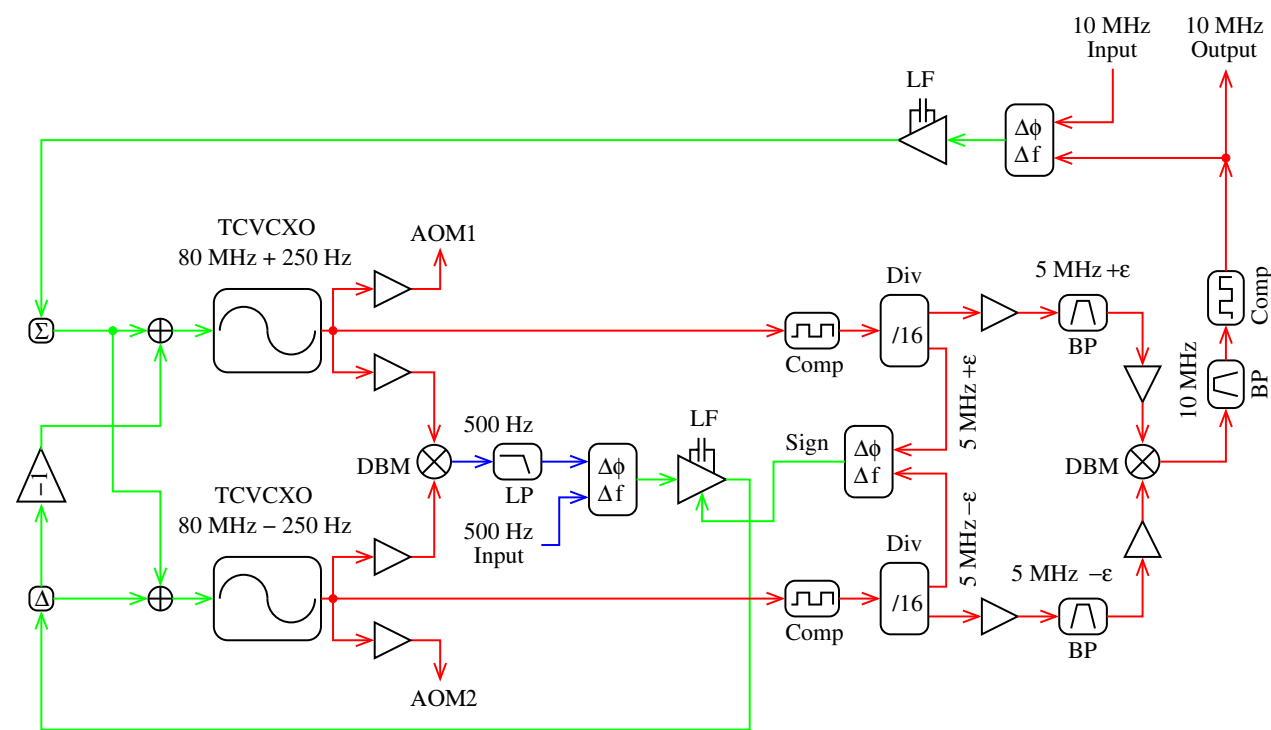 10 MHz
Input
10 MHz
Output
LF
Δϕ
Δf
TCVCXO
80 MHz + 250 Hz
AOM1
Σ
Div
/16
Comp
5 MHz +ε
BP
5 MHz +ε
10 MHz
BP
Comp
-1
500 Hz
DBM
LP
Δϕ
Δf
500 Hz
Input
LF
Sign
Δϕ
Δf
DBM
TCVCXO
80 MHz − 250 Hz
Δ
AOM2
Comp
Div
/16
5 MHz −ε
5 MHz −ε
BP